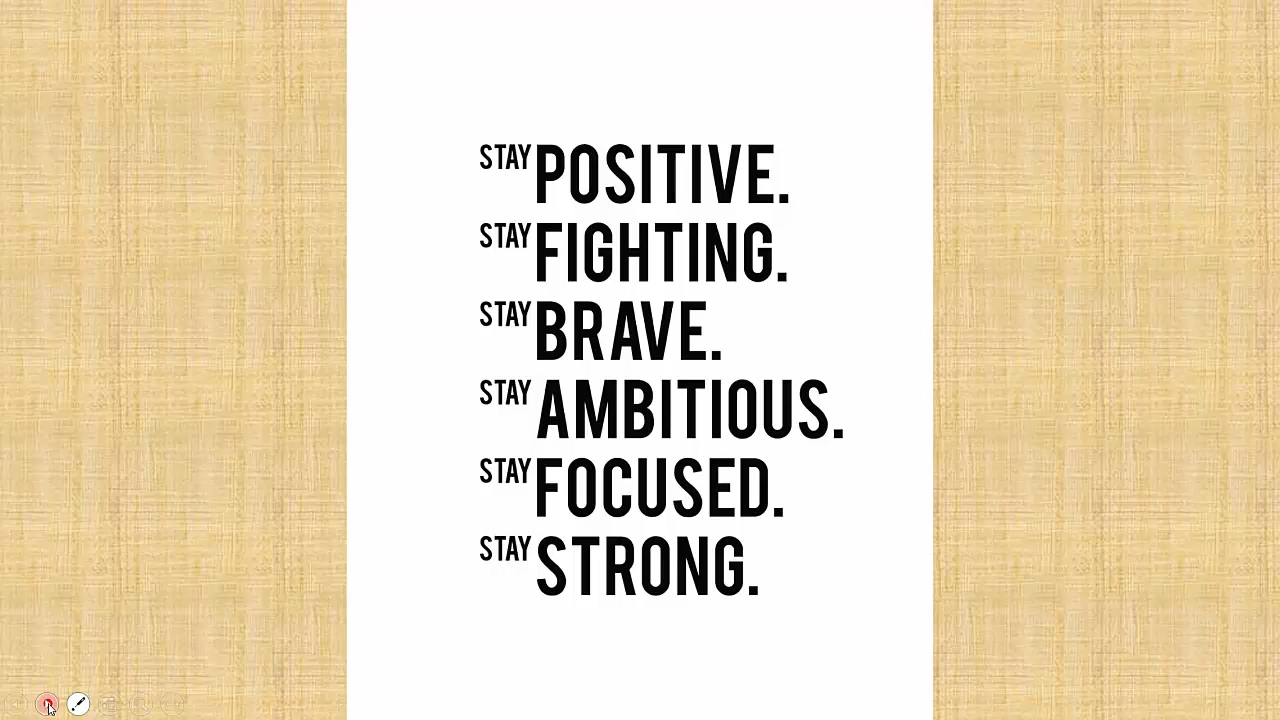 STAY POSITIVE.
STAY FIGHTING.
STAY BRAVE.
STAY AMBITIOUS.
STAY FOCUSED.
STAY STRONG.